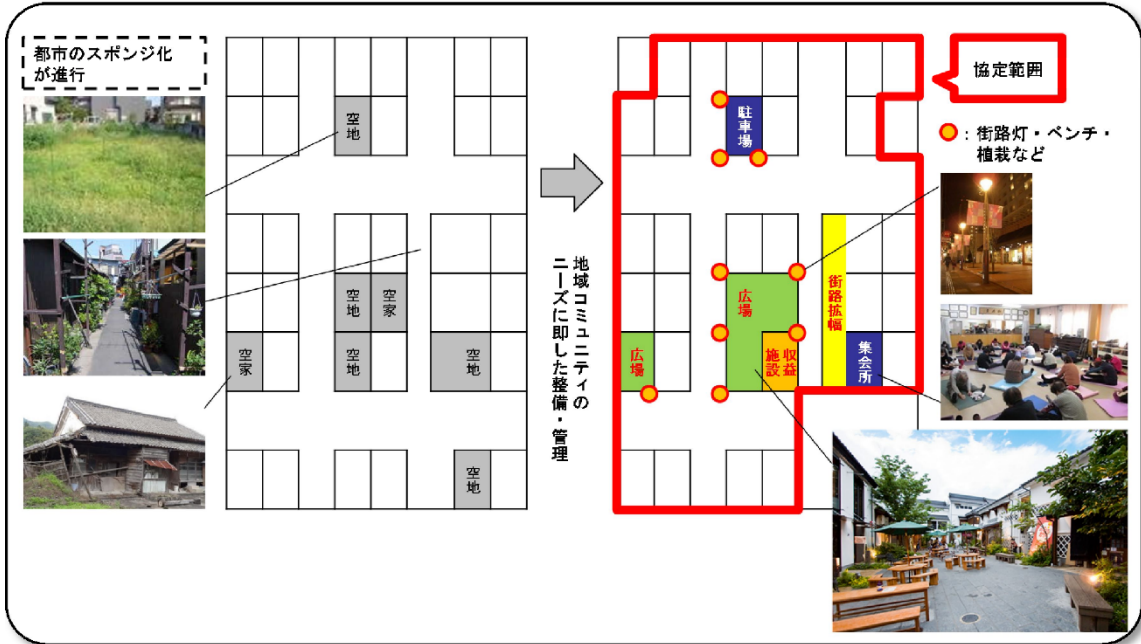 都市のスポンジ化
が進行
空地
空地
空家
空家
空地
空地
空地
地域コミュニティの
ニーズに即した整備・管理
協定範囲
：街路灯・ベンチ・
植栽など
駐車場
広場
街路拡幅
広場
収益
施設
集会所